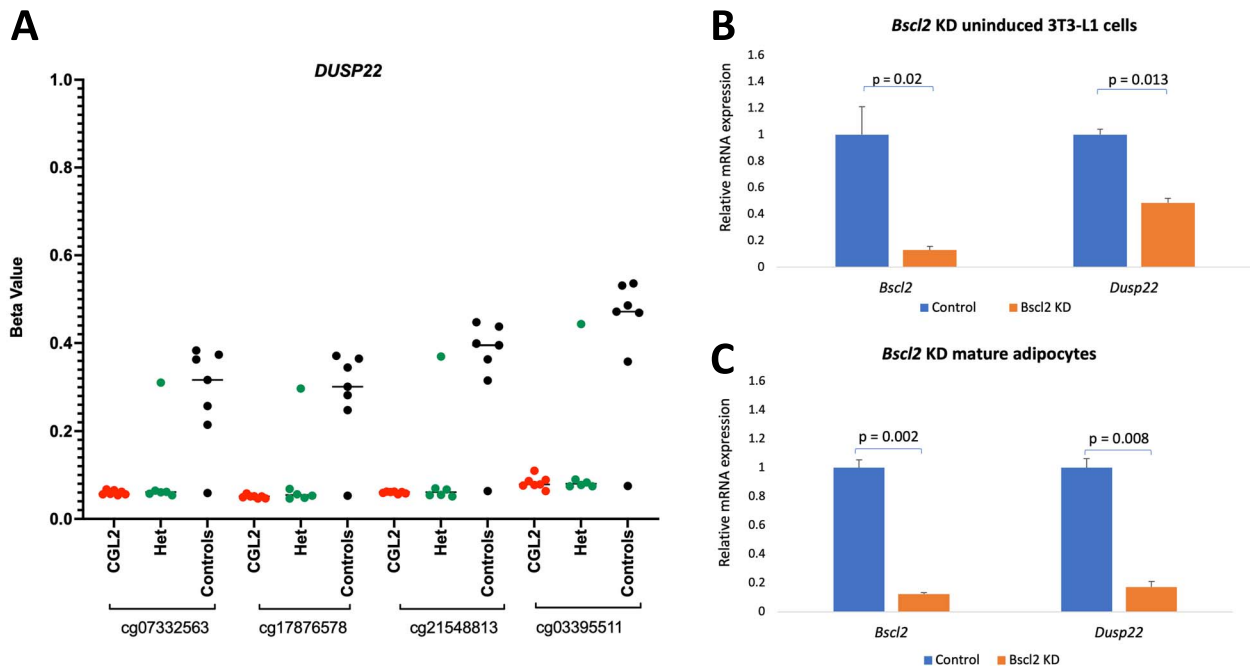 A
DUSP22
1.0
0.8
0.6
0.4
0.2
0.0
Beta Value
CGL2
Het
Controls
CGL2
Het
Controls
CGL2
Het
Controls
CGL2
Het
Controls
cg07332563
cg17876578
cg21548813
cg03395511
B
Bscl2 KD uninduced 3T3-L1 cells
Relative mRNA expression
1.6
1.4
1.2
1
0.8
0.6
0.4
0.2
0
p = 0.02
p = 0.013
Bscl2
Dusp22
Control
Bscl2 KD
C
Bscl2 KD mature adipocytes
Relative mRNA expression
1.6
1.4
1.2
1
0.8
0.6
0.4
0.2
0
p = 0.002
p = 0.008
Bscl2
Dusp22
Control
Bscl2 KD